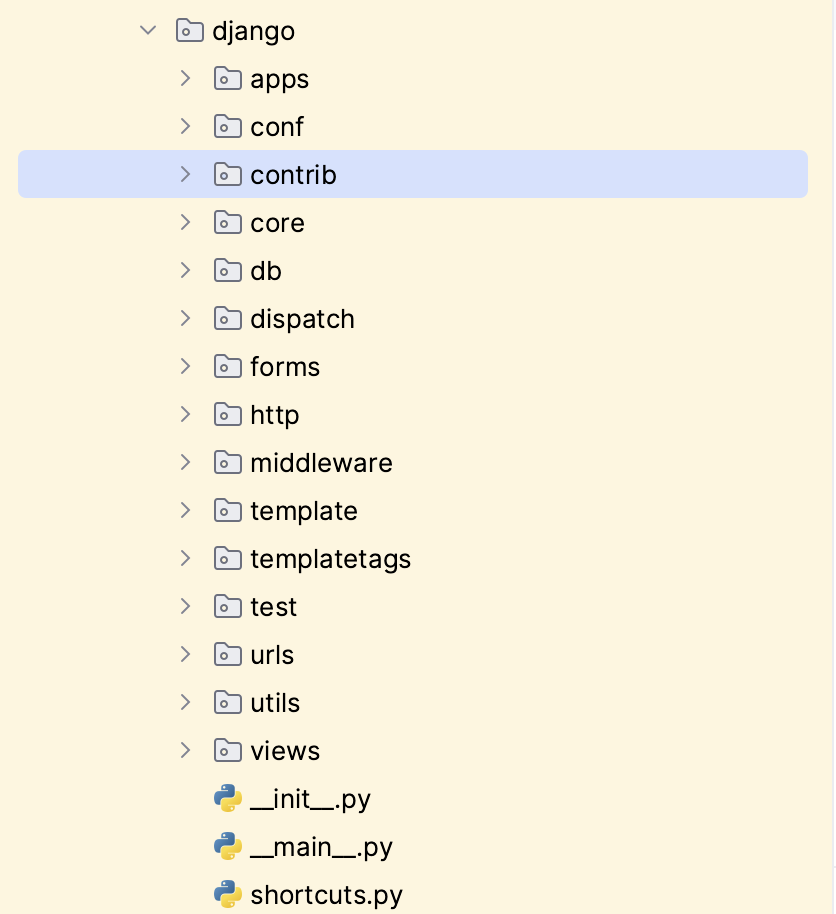 django
apps
conf
contrib
core
db
dispatch
forms
http
middleware
template
templatetags
test
urls
utils
views
__init__.py
__main__.py
shortcuts.py